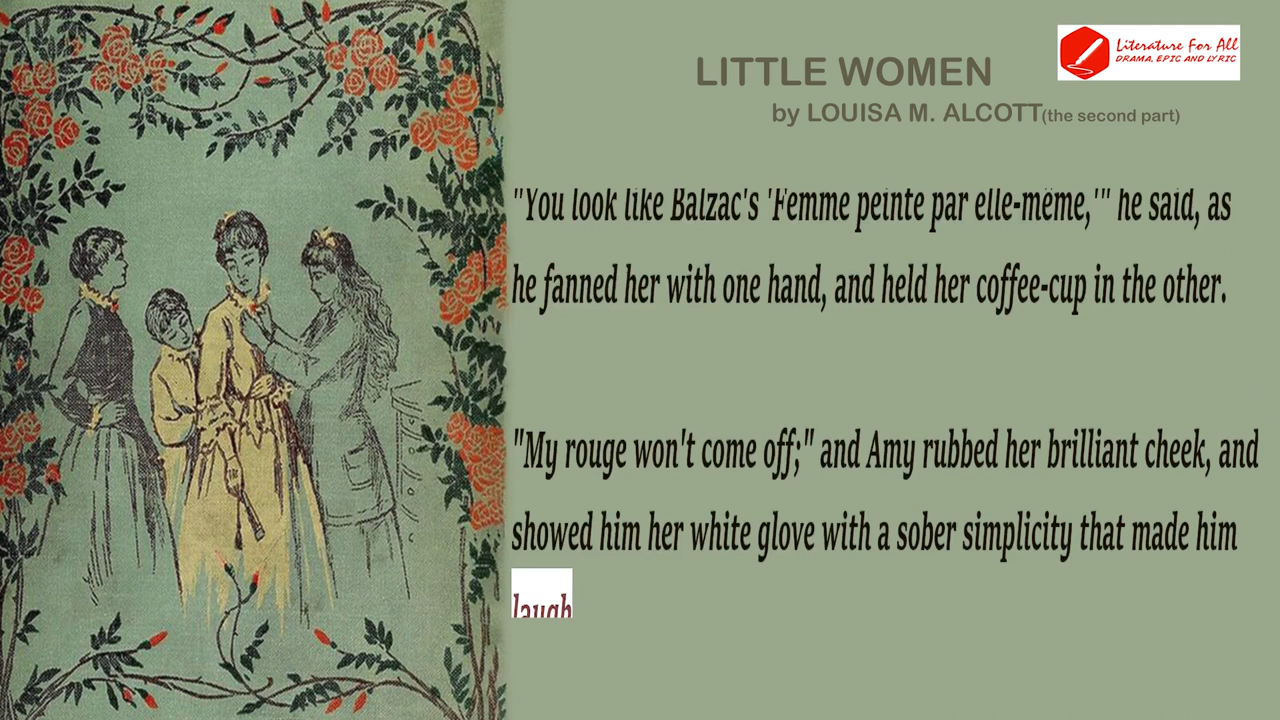 LITTLE WOMEN
Literature For All
DRAMA, EPIC AND LYRIC
by LOUISA M. ALCOTT(the second part)
"You look like Balzac's 'Femme peinte par elle-même,'" he said, as
he fanned her with one hand, and held her coffee-cup in the other.
"My rouge won't come off;" and Amy rubbed her brilliant cheek, and
showed him her white glove with a sober simplicity that made him
laugh